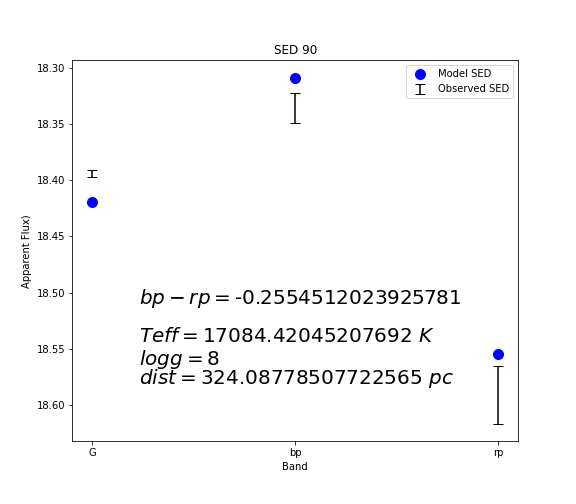 SED 90
18.30
18.35
18.40
18.45
18.50
18.55
18.60
Apparent Flux)
Model SED
Observed SED
bp − rp = -0.2554512023925781
Teff = 17084.42045207692 K
logg = 8
dist = 324.08778507722565 pc
G
bp
rp
Band